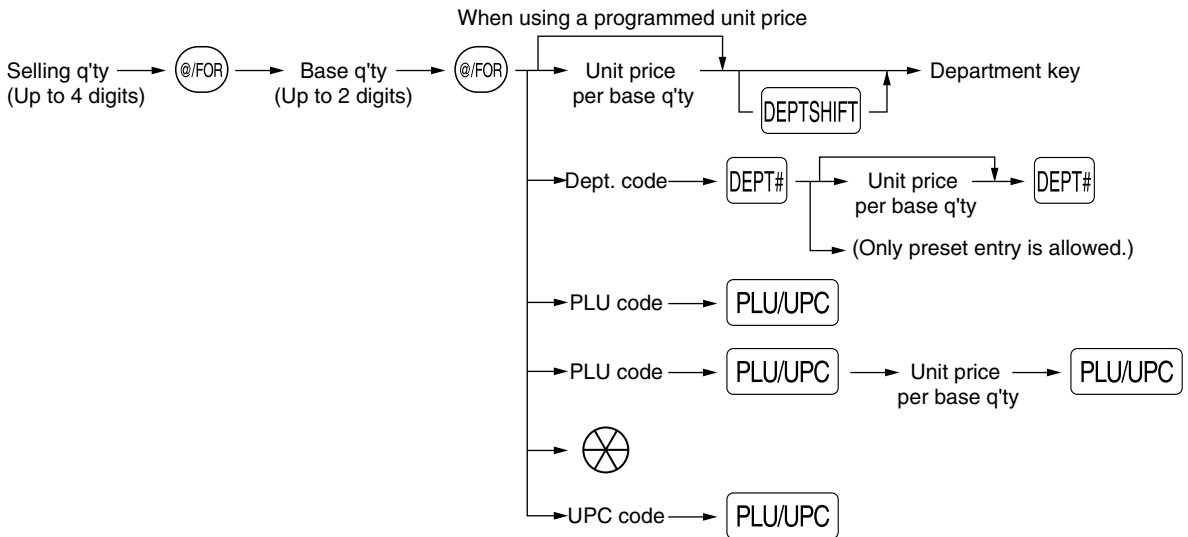 When using a programmed unit price
Selling q'ty @/FOR Base q'ty @/FOR Unit price Department key
(Up to 4 digits) (Up to 2 digits) per base q'ty
DEPTSHIFT
Dept. code DEPT# Unit price DEPT#
per base q'ty
(Only preset entry is allowed.)
PLU code PLU/UPC
PLU code PLU/UPC Unit price PLU/UPC
per base q'ty
UPC code PLU/UPC